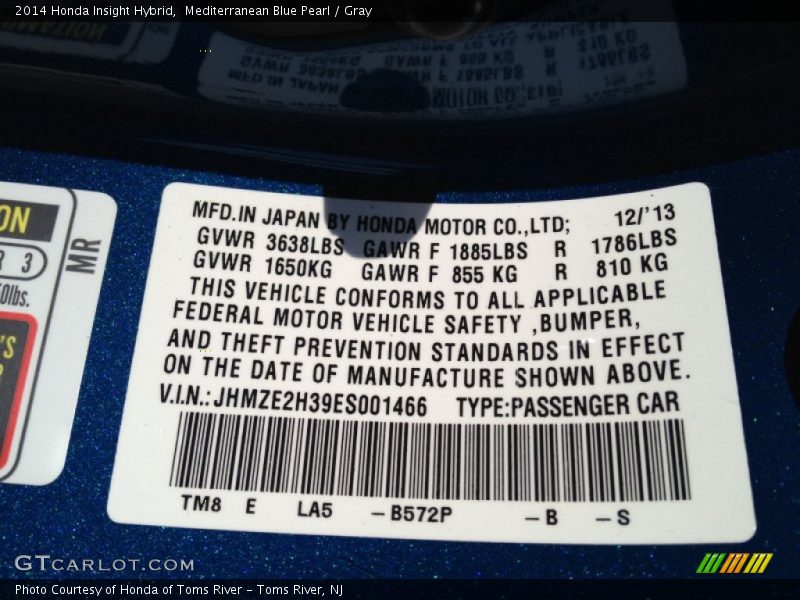 2014 Honda Insight Hybrid,  Mediterranean Blue Pearl / Gray
ON
R 3
0lbs.
'S
MR
MFD.IN JAPAN BY HONDA MOTOR CO.,LTD; 12/'13
GVWR 3638LBS GAWR F 1885LBS R 1786LBS
GVWR 1650KG GAWR F 855 KG R 810 KG
THIS VEHICLE CONFORMS TO ALL APPLICABLE
FEDERAL MOTOR VEHICLE SAFETY ,BUMPER,
AND THEFT PREVENTION STANDARDS IN EFFECT
ON THE DATE OF MANUFACTURE SHOWN ABOVE.
V.I.N.:JHMZE2H39ES001466 TYPE:PASSENGER CAR
TM8 E LA5 -B572P -B -S
GTCARLOT.COM
Photo Courtesy of Honda of Toms River - Toms River, NJ